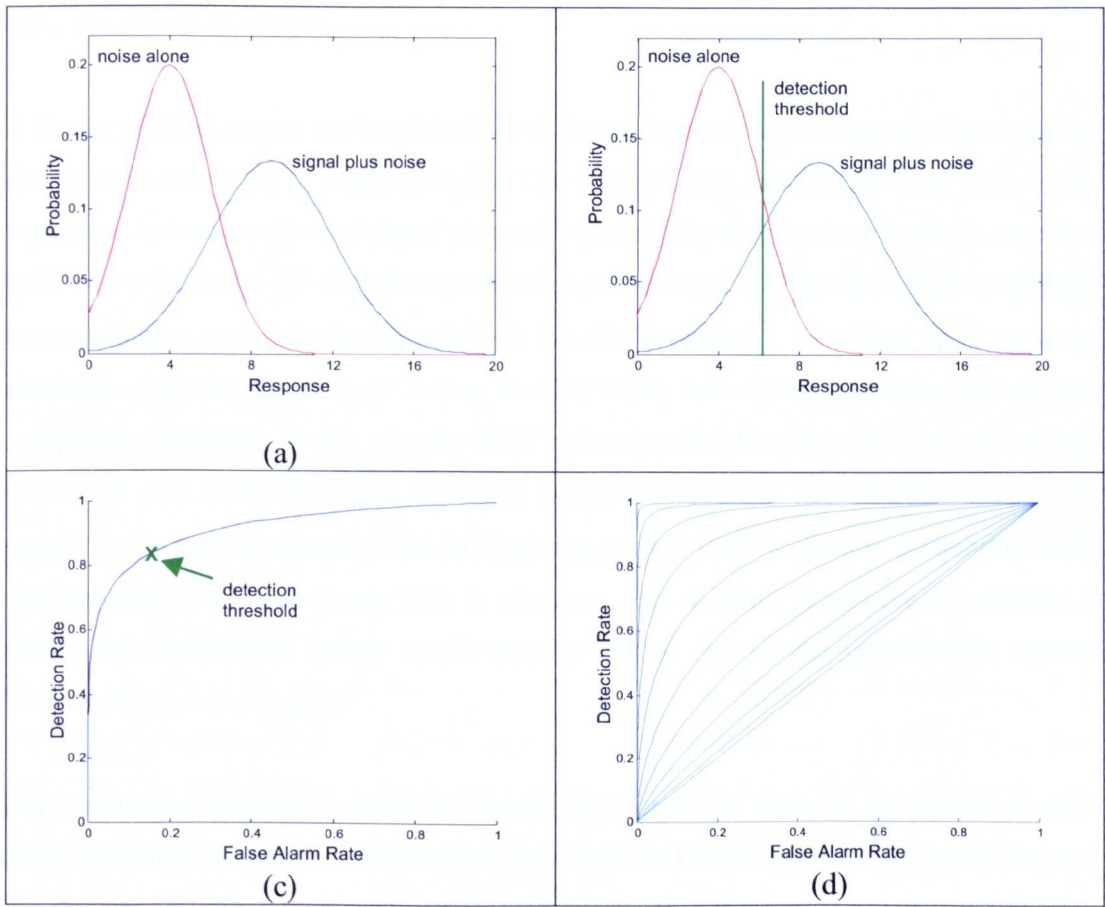 noise alone
signal plus noise
0.2
0.15
0.1
0.05
0
Probability
0
4
8
12
16
20
Response
(a)
noise alone
detection
threshold
signal plus noise
0.2
0.15
0.1
0.05
0
Probability
0
4
8
12
16
20
Response
1
0.8
0.6
0.4
0.2
0
Detection Rate
X
detection
threshold
0
0.2
0.4
0.6
0.8
1
False Alarm Rate
(c)
1
0.8
0.6
0.4
0.2
0
Detection Rate
0
0.2
0.4
0.6
0.8
1
False Alarm Rate
(d)